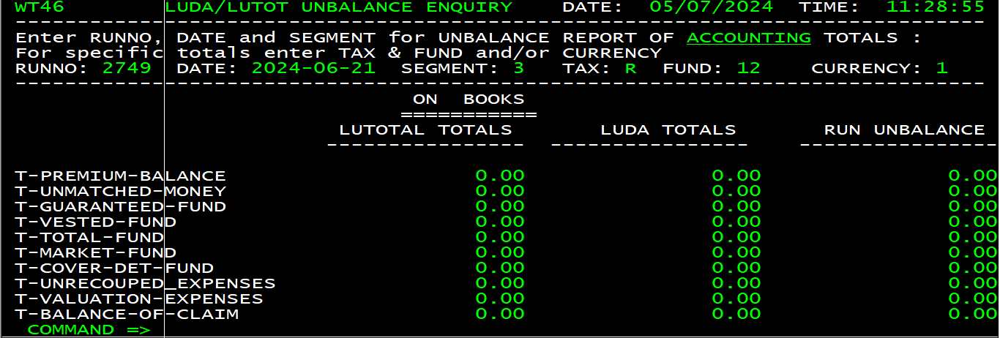 WT46 LUDA/LUTOT UNBALANCE ENQUIRY DATE: 05/07/2024 TIME: 11:28:55
--------------------------------------------------------------------------------
Enter RUNNO, DATE and SEGMENT for UNBALANCE REPORT OF ACCOUNTING TOTALS :
For specific totals enter TAX & FUND and/or CURRENCY
RUNNO: 2749 DATE: 2024-06-21 SEGMENT: 3 TAX: R FUND: 12 CURRENCY: 1
--------------------------------------------------------------------------------
ON BOOKS
===========
LUTOTAL TOTALS LUDA TOTALS RUN UNBALANCE
---------------- ---------------- ----------------
T-PREMIUM-BALANCE 0.00 0.00 0.00
T-UNMATCHED-MONEY 0.00 0.00 0.00
T-GUARANTEED-FUND 0.00 0.00 0.00
T-VESTED-FUND 0.00 0.00 0.00
T-TOTAL-FUND 0.00 0.00 0.00
T-MARKET-FUND 0.00 0.00 0.00
T-COVER-DET-FUND 0.00 0.00 0.00
T-UNRECOUPED_EXPENSES 0.00 0.00 0.00
T-VALUATION-EXPENSES 0.00 0.00 0.00
T-BALANCE-OF-CLAIM 0.00 0.00 0.00
COMMAND =>